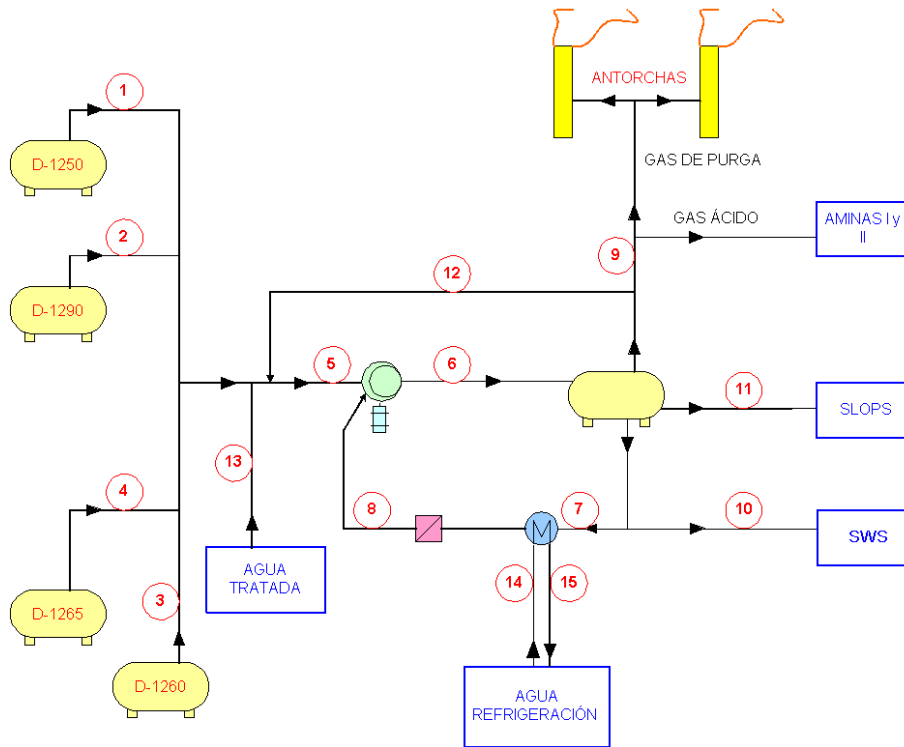 ANTORCHAS
1
D-1250
GAS DE PURGA
GAS ÁCIDO
AMINAS I y
II
2
9
12
D-1290
5
6
11
SLOPS
13
4
8
7
10
SWS
AGUA
TRATADA
14
15
3
D-1265
D-1260
AGUA
REFRIGERACIÓN
M